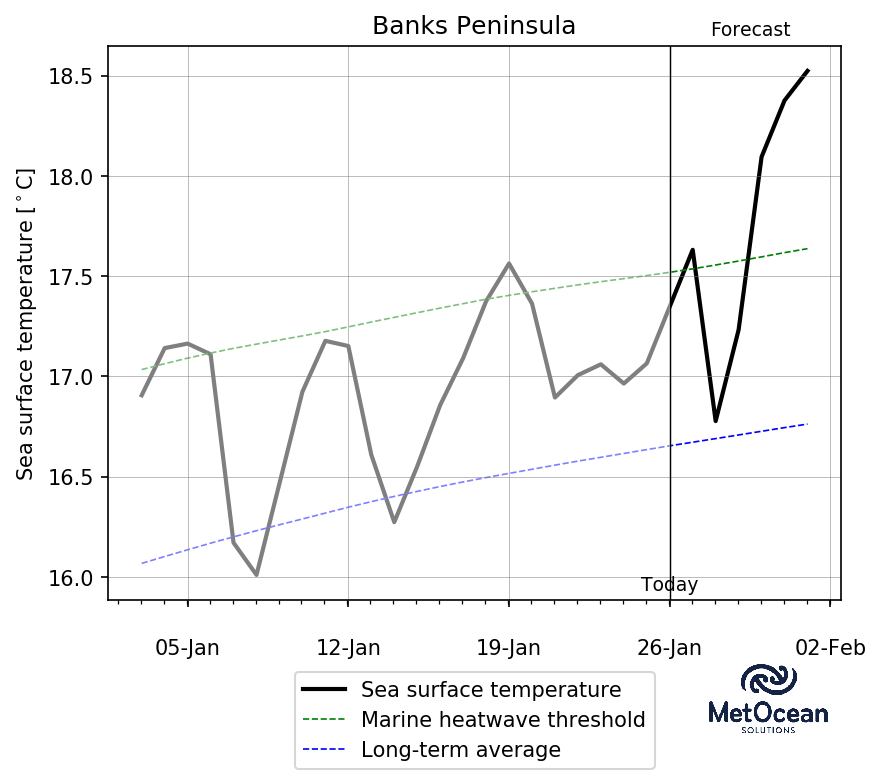 Banks Peninsula
Forecast
Sea surface temperature [°C]
18.5
18.0
17.5
17.0
16.5
16.0
Today
05-Jan
12-Jan
19-Jan
26-Jan
02-Feb
Sea surface temperature
Marine heatwave threshold
Long-term average
MetOcean
SOLUTIONS